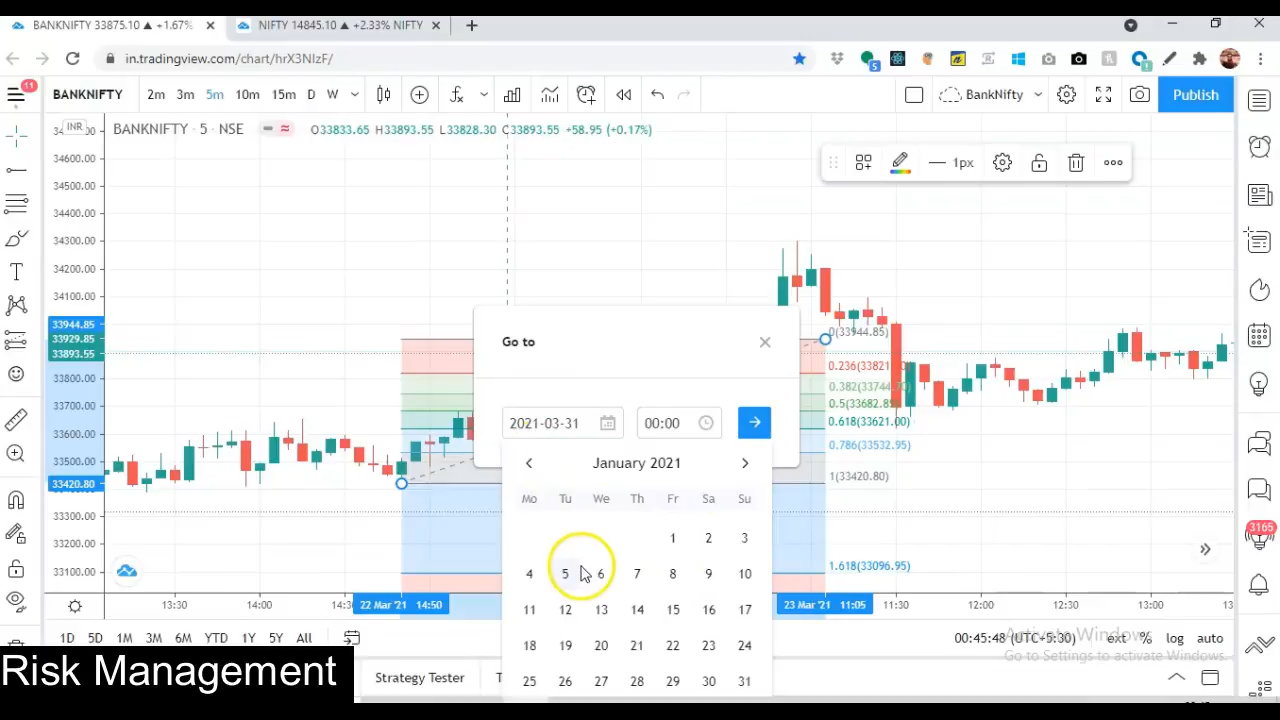 BANKNIFTY 33875.10 ▲ +1.67%
NIFTY 14845.10 ▲ +2.33% NIFTY
in.tradingview.com/chart/hrX3NIzF/
5
1
11
BANKNIFTY 2m 3m 5m 10m 15m D W
BankNifty
Publish
INR
BANKNIFTY · 5 · NSE
O33833.65 H33893.55 L33828.30 C33893.55 +58.95 (+0.17%)
1px
34600.00
34500.00
34400.00
34300.00
34200.00
34100.00
33944.85
33929.85
33893.55
33800.00
33700.00
33600.00
33500.00
33420.80
33300.00
33200.00
33100.00
0(33944.85)
0.236(33821
0.382(33744
0.5(33682.85
0.618(33621.00)
0.786(33532.95)
1(33420.80)
1.618(33096.95)
Go to
2021-03-31
00:00
January 2021
Mo Tu We Th Fr Sa Su
1 2 3
4 5 6 7 8 9 10
11 12 13 14 15 16 17
18 19 20 21 22 23 24
25 26 27 28 29 30 31
3165
13:30 14:00 14:3 22 Mar '21 14:50 23 Mar '21 11:05 11:30 12:00 12:30 13:00 13
1D 5D 1M 3M 6M YTD 1Y 5Y All
00:45:48 (UTC+5:30) ext % log auto
Activate Windows
Go to Settings to activate Windows.
Risk Management
Strategy Tester
T